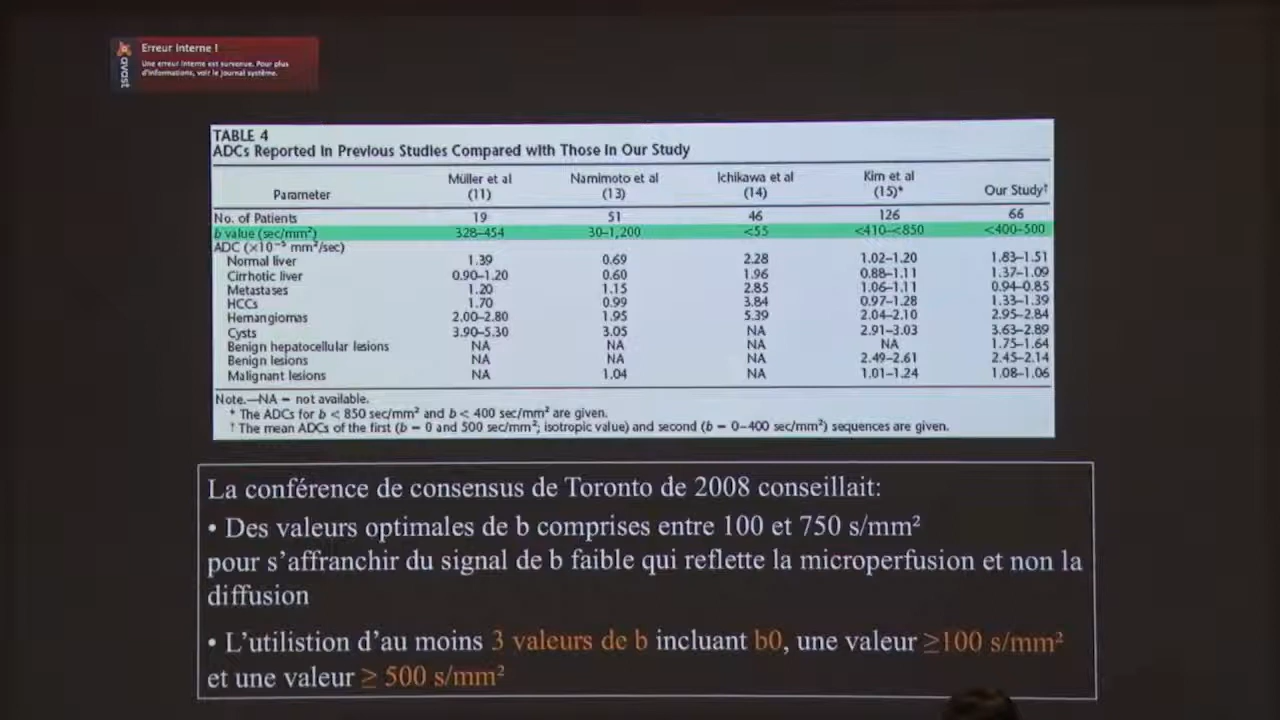 Erreur Interne !
Une erreur interne est survenue. Pour plus
d'informations, voir le journal système.
avast
TABLE 4
ADCs Reported in Previous Studies Compared with Those in Our Study
Parameter Müller et al (11) Namimoto et al (13) Ichikawa et al (14) Kim et al (15)* Our Study†
No. of Patients 19 51 46 126 66
b value (sec/mm²) 328–454 30–1,200 <55 <410–<850 <400–500
ADC (×10⁻³ mm²/sec)
Normal liver 1.39 0.69 2.28 1.02–1.20 1.83–1.51
Cirrhotic liver 0.90–1.20 0.60 1.96 0.88–1.11 1.37–1.09
Metastases 1.20 1.15 2.85 1.06–1.11 0.94–0.85
HCCs 1.70 0.99 3.84 0.97–1.28 1.33–1.39
Hemangiomas 2.00–2.80 1.95 5.39 2.04–2.10 2.95–2.84
Cysts 3.90–5.30 3.05 NA 2.91–3.03 3.63–2.89
Benign hepatocellular lesions NA NA NA NA 1.75–1.64
Benign lesions NA NA NA 2.49–2.61 2.45–2.14
Malignant lesions NA 1.04 NA 1.01–1.24 1.08–1.06
Note.—NA = not available.
* The ADCs for b < 850 sec/mm² and b < 400 sec/mm² are given.
† The mean ADCs of the first (b = 0 and 500 sec/mm²; isotropic value) and second (b = 0–400 sec/mm²) sequences are given.
La conférence de consensus de Toronto de 2008 conseillait:
• Des valeurs optimales de b comprises entre 100 et 750 s/mm²
pour s'affranchir du signal de b faible qui reflette la microperfusion et non la
diffusion
• L'utilistion d'au moins 3 valeurs de b incluant b0, une valeur ≥100 s/mm²
et une valeur ≥ 500 s/mm²